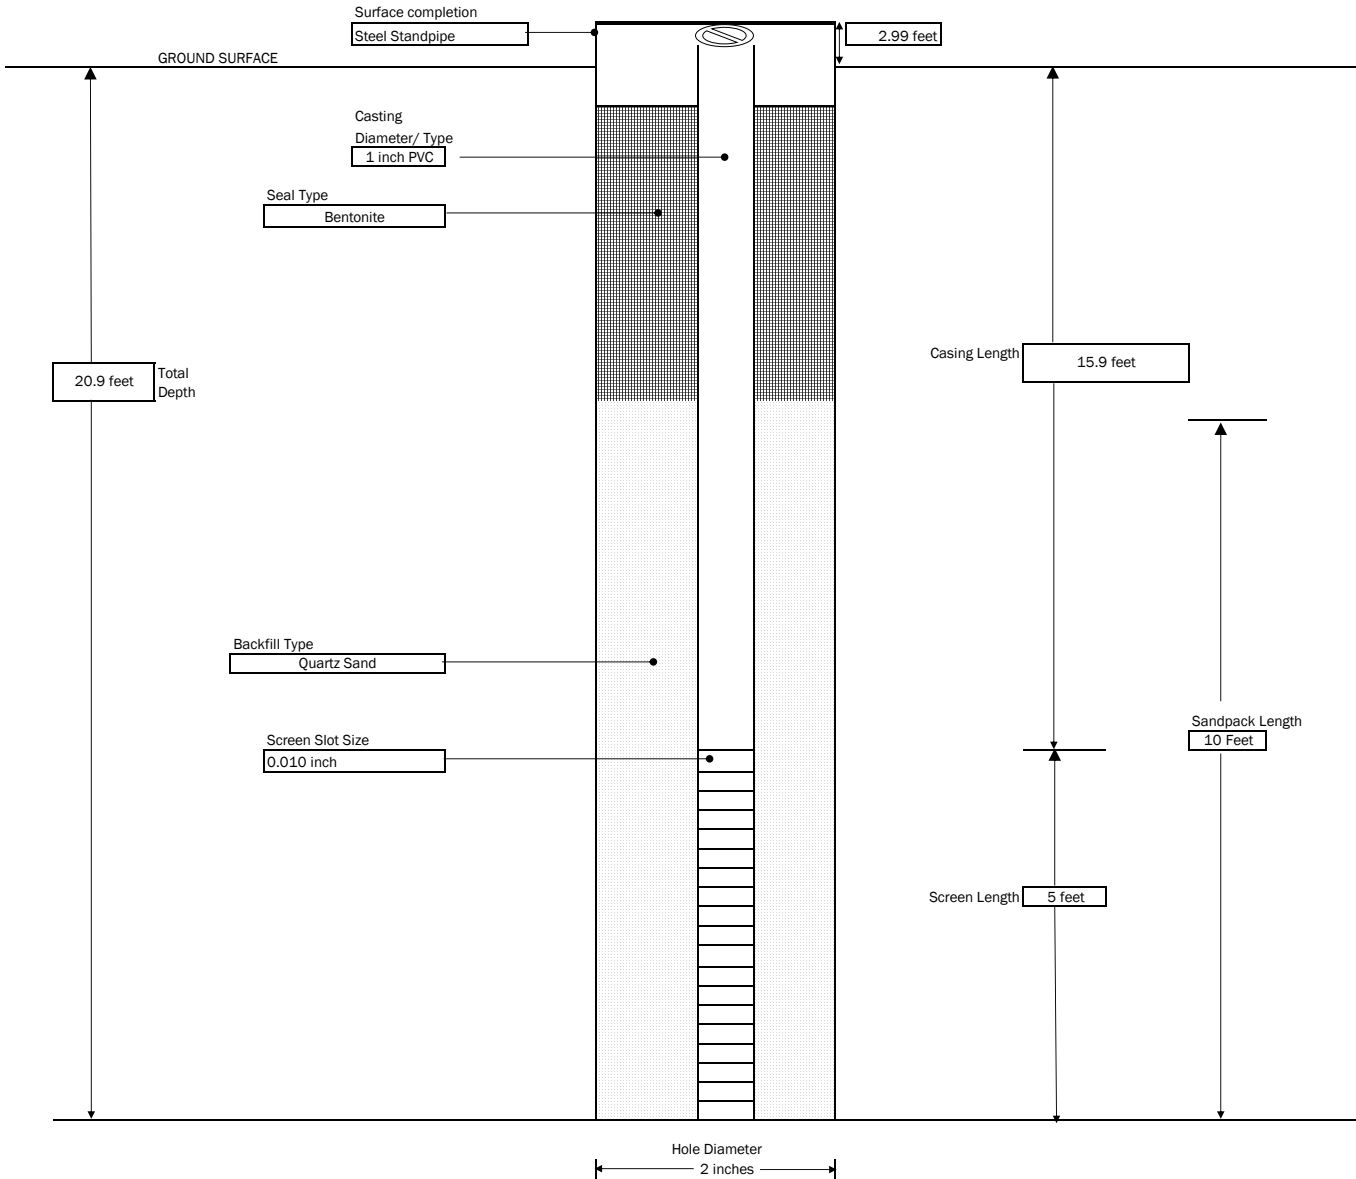 Surface completion
Steel Standpipe
2.99 feet
GROUND SURFACE
Casting
Diameter/ Type
1 inch PVC
Seal Type
Bentonite
Casing Length
15.9 feet
20.9 feet
Total
Depth
Backfill Type
Quartz Sand
Sandpack Length
10 Feet
Screen Slot Size
0.010 inch
Screen Length
5 feet
Hole Diameter
2 inches